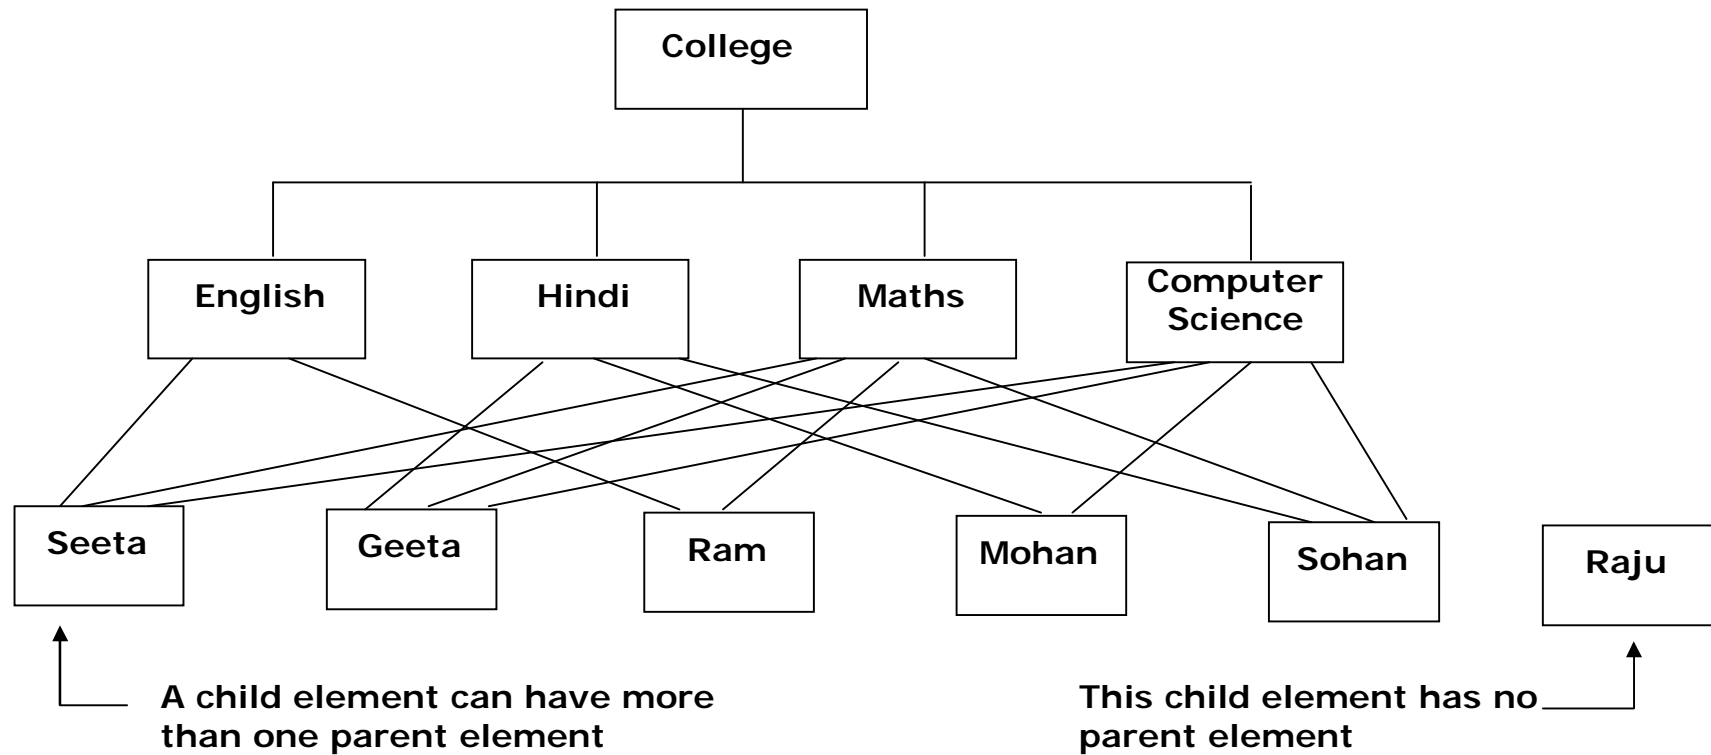 College
English
Hindi
Maths
Computer
Science
Seeta
Geeta
Ram
Mohan
Sohan
Raju
A child element can have more
than one parent element
This child element has no
parent element